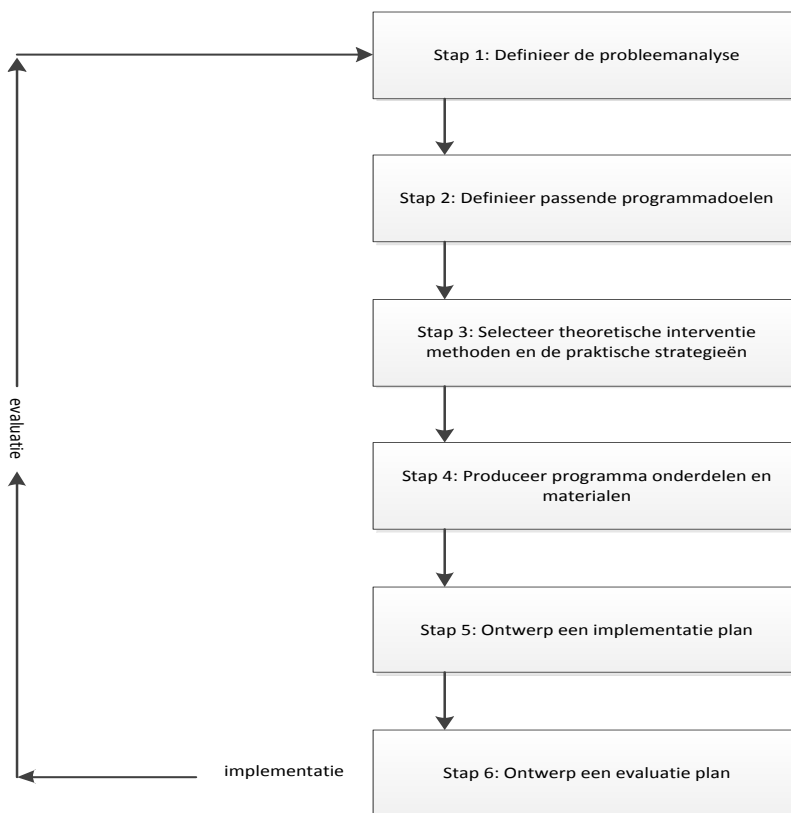 Stap 1: Definieer de probleemanalyse
Stap 2: Definieer passende programmadoelen
Stap 3: Selecteer theoretische interventie
methoden en de praktische strategieën
Stap 4: Produceer programma onderdelen en
materialen
Stap 5: Ontwerp een implementatie plan
Stap 6: Ontwerp een evaluatie plan
implementatie
evaluatie